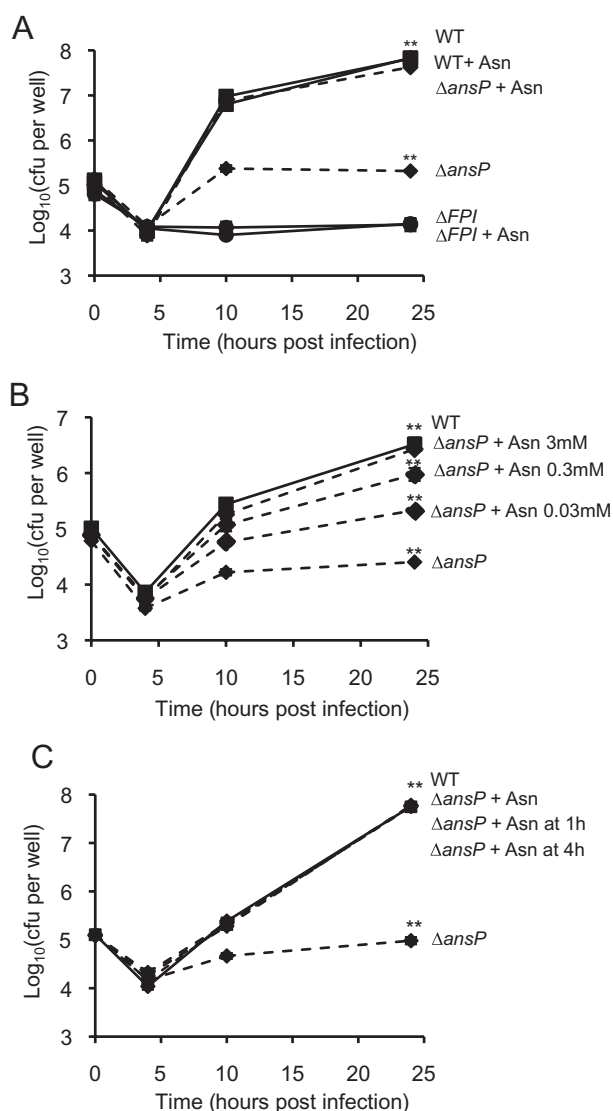 A
Log₁₀(cfu per well)
8
7
6
5
4
3
0 5 10 15 20 25
Time (hours post infection)
**
**
WT
WT+ Asn
ΔansP + Asn
ΔansP
ΔFPI
ΔFPI + Asn
B
Log₁₀(cfu per well)
7
6
5
4
3
0 5 10 15 20 25
Time (hours post infection)
**
**
**
**
WT
ΔansP + Asn 3mM
ΔansP + Asn 0.3mM
ΔansP + Asn 0.03mM
ΔansP
C
Log₁₀(cfu per well)
8
7
6
5
4
3
0 5 10 15 20 25
Time (hours post infection)
**
**
WT
ΔansP + Asn
ΔansP + Asn at 1h
ΔansP + Asn at 4h
ΔansP